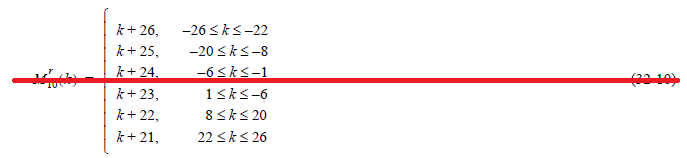 k + 26, −26 ≤ k ≤ −22
k + 25, −20 ≤ k ≤ −8
k + 24, −6 ≤ k ≤ −1
M^r_10(k) =
k + 23, 1 ≤ k ≤ −6
k + 22, 8 ≤ k ≤ 20
k + 21, 22 ≤ k ≤ 26